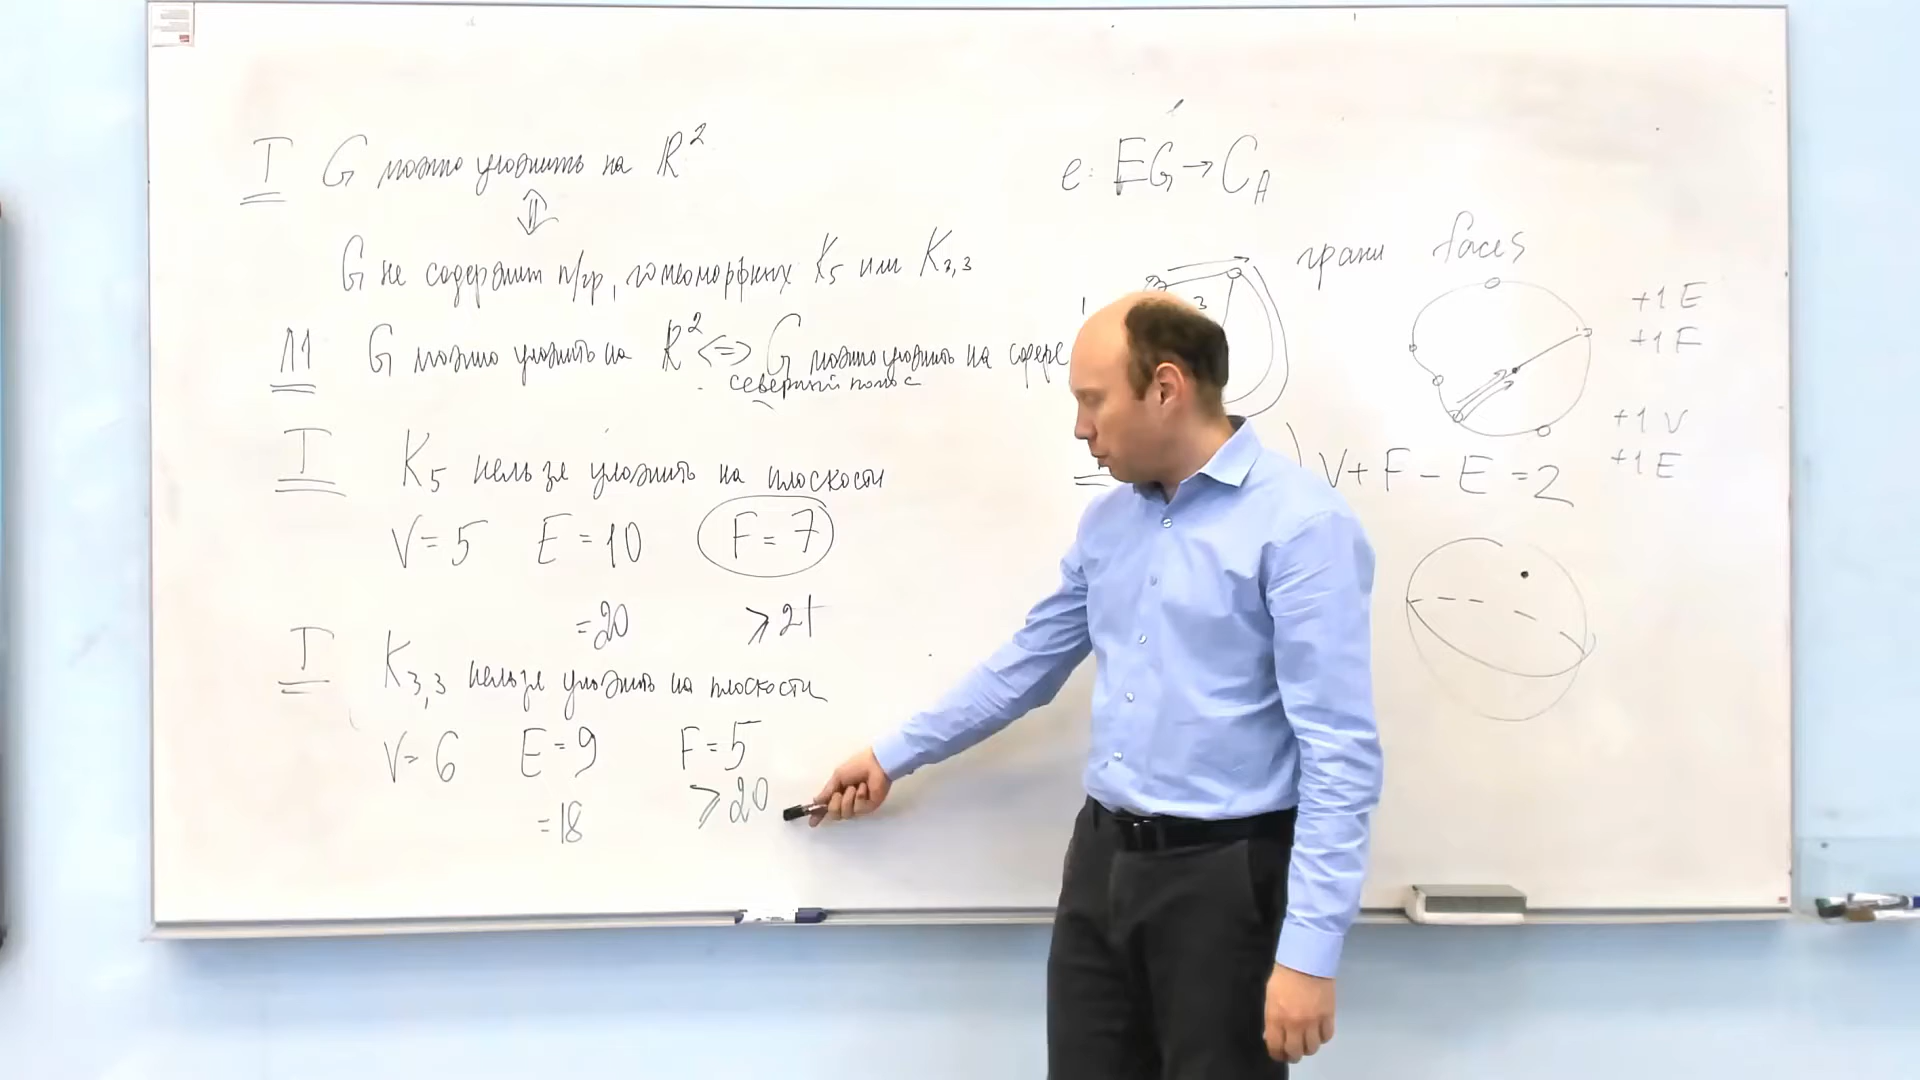 T G можно уложить на R²
⇕
G не содержит п/гр, гомеоморфных K₅ или K₃,₃
Л1 G можно уложить на R² <=> G можно уложить на сфере
северный полюс
T K₅ нельзя уложить на плоскости
V = 5 E = 10 F = 7
= 20 ⩾ 21
T K₃,₃ нельзя уложить на плоскости
V = 6 E = 9 F = 5
= 18 ⩾ 20
e: EG → C_A
грани faces
3
+1 E
+1 F
+1 V
+1 E
V + F - E = 2